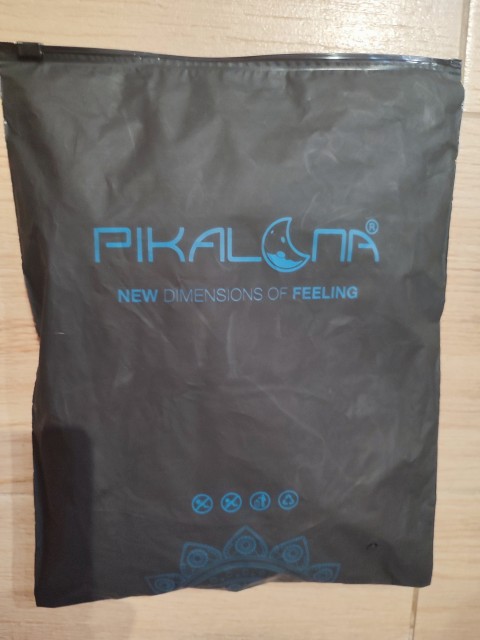 PIKALUNA®
NEW DIMENSIONS OF FEELING